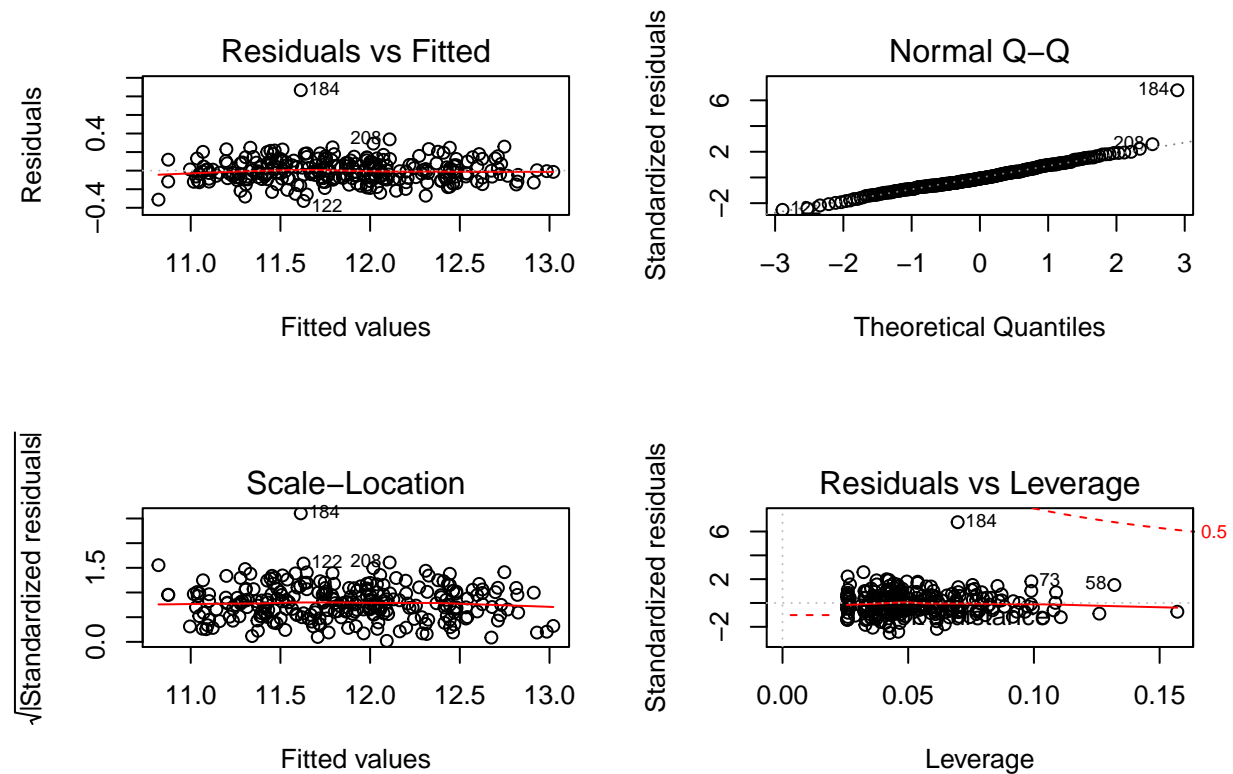 Residuals vs Fitted
Residuals
0.4
−0.4
184
208
122
11.0 11.5 12.0 12.5 13.0
Fitted values
Normal Q−Q
Standardized residuals
6
2
−2
184
208
122
−3 −2 −1 0 1 2 3
Theoretical Quantiles
Scale−Location
√|Standardized residuals|
1.5
0.0
184
122
208
11.0 11.5 12.0 12.5 13.0
Fitted values
Residuals vs Leverage
Standardized residuals
6
2
−2
184
0.5
73
58
distance
0.00 0.05 0.10 0.15
Leverage